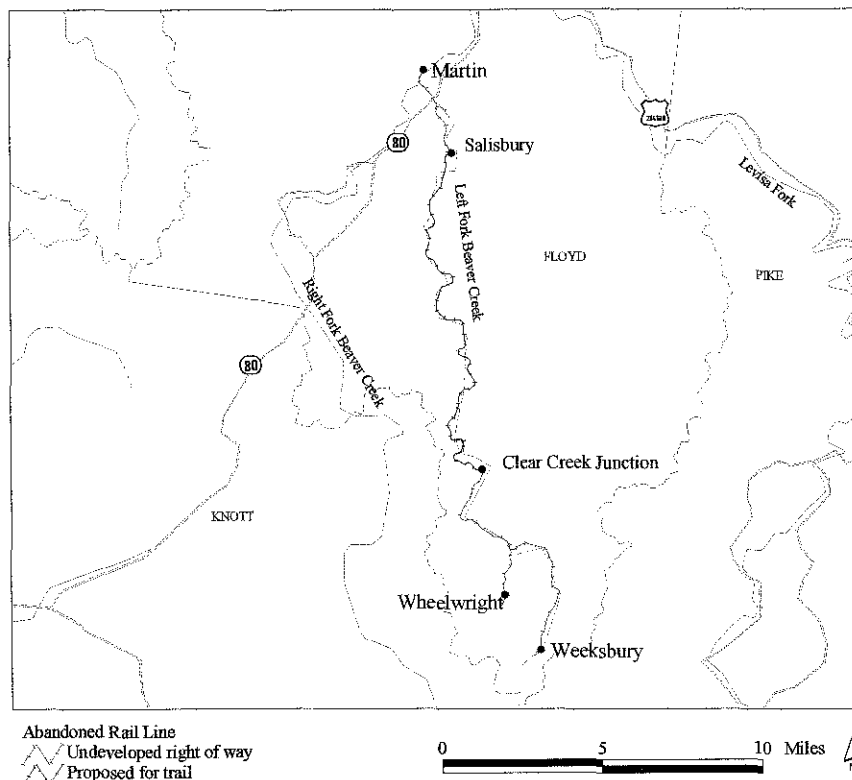 Martin
80
Salisbury
Levisa Fork
Left Fork Beaver Creek
FLOYD
PIKE
Right Fork Beaver Creek
80
Clear Creek Junction
KNOTT
Wheelwright
Weeksbury
Abandoned Rail Line
Undeveloped right of way
Proposed for trail
0 5 10 Miles